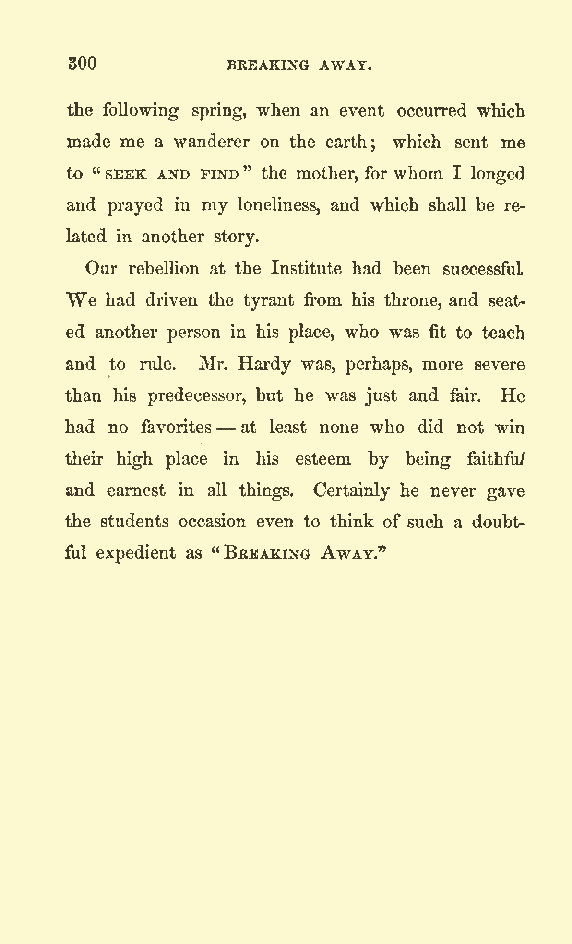 300 BREAKING AWAY.
the following spring, when an event occurred which
made me a wanderer on the earth; which sent me
to "SEEK AND FIND" the mother, for whom I longed
and prayed in my loneliness, and which shall be re-
lated in another story.
Our rebellion at the Institute had been successful.
We had driven the tyrant from his throne, and seat-
ed another person in his place, who was fit to teach
and to rule. Mr. Hardy was, perhaps, more severe
than his predecessor, but he was just and fair. He
had no favorites — at least none who did not win
their high place in his esteem by being faithful
and earnest in all things. Certainly he never gave
the students occasion even to think of such a doubt-
ful expedient as "BREAKING AWAY."